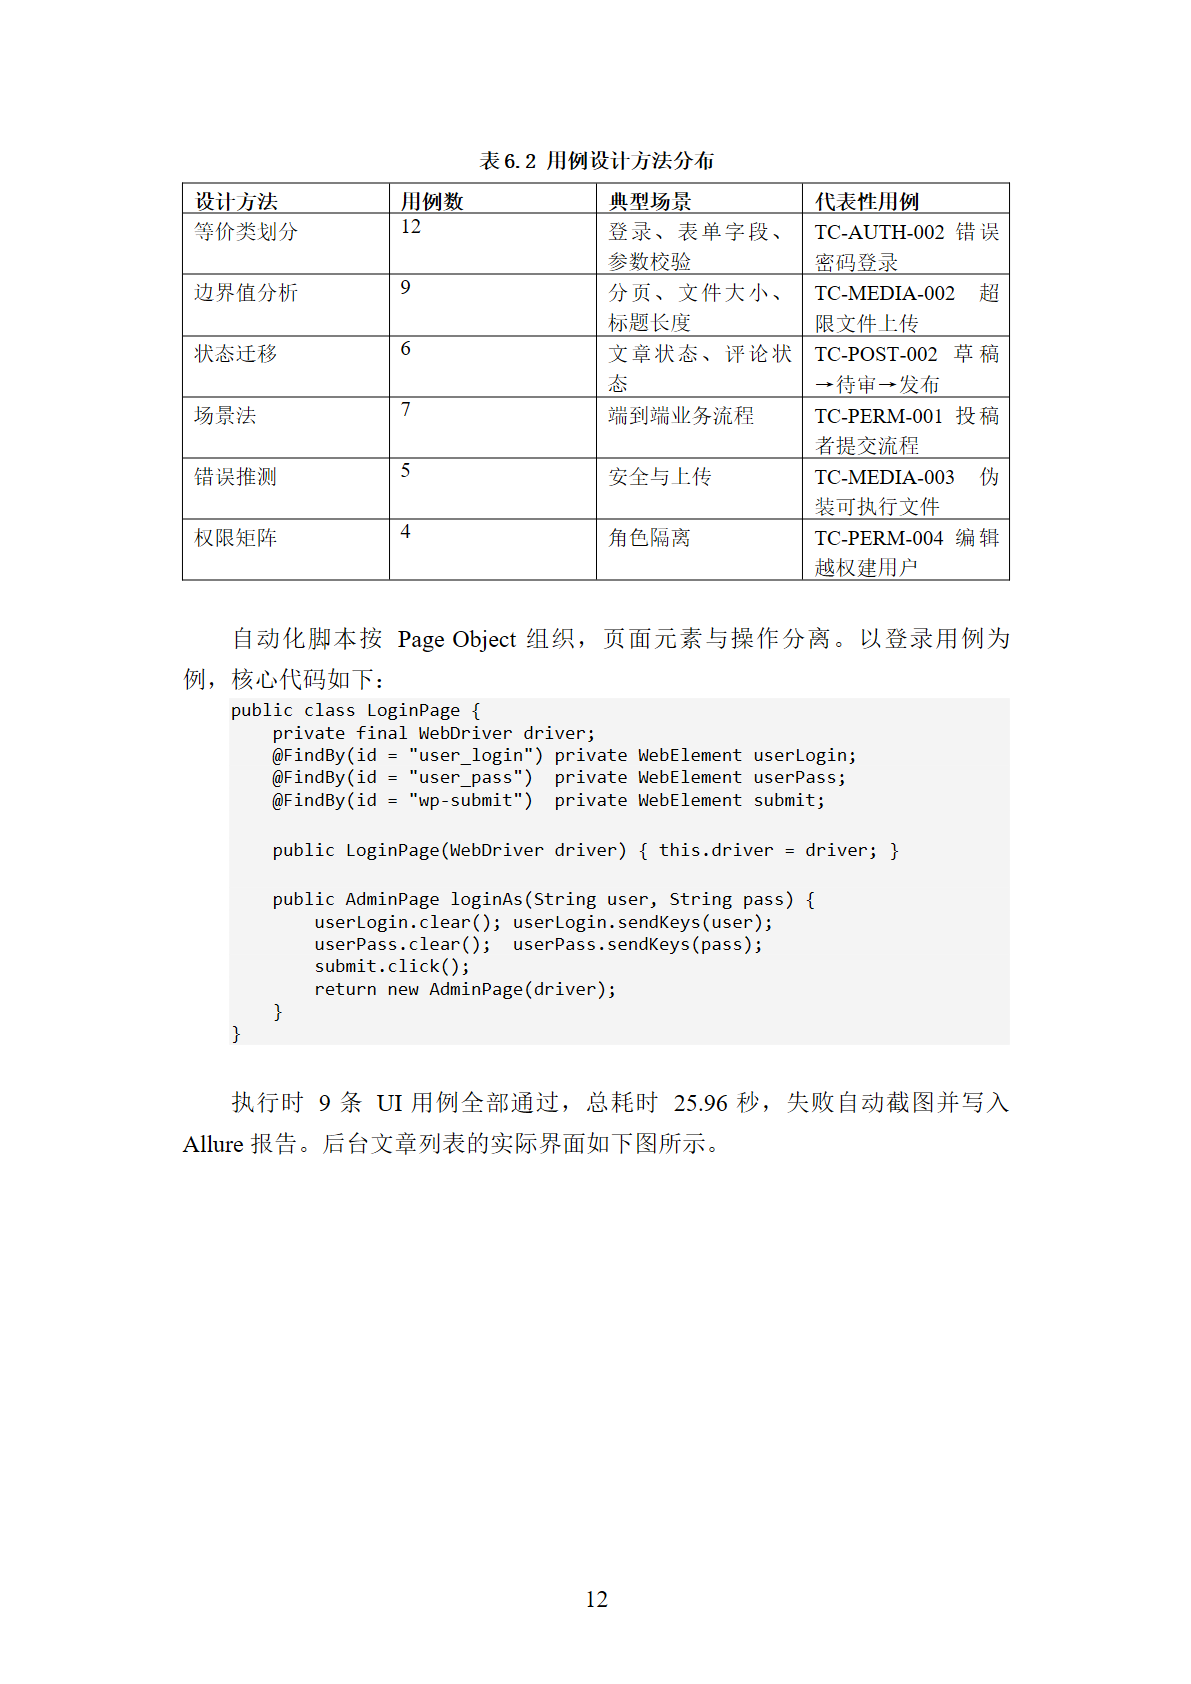 表 6.2 用例设计方法分布
设计方法 用例数 典型场景 代表性用例
等价类划分 12 登录、表单字段、 TC-AUTH-002 错误
参数校验 密码登录
边界值分析 9 分页、文件大小、 TC-MEDIA-002 超
标题长度 限文件上传
状态迁移 6 文章状态、评论状 TC-POST-002 草稿
态 →待审→发布
场景法 7 端到端业务流程 TC-PERM-001 投稿
者提交流程
错误推测 5 安全与上传 TC-MEDIA-003 伪
装可执行文件
权限矩阵 4 角色隔离 TC-PERM-004 编辑
越权建用户
自动化脚本按 Page Object 组织，页面元素与操作分离。以登录用例为
例，核心代码如下：
public class LoginPage {
    private final WebDriver driver;
    @FindBy(id = "user_login") private WebElement userLogin;
    @FindBy(id = "user_pass")  private WebElement userPass;
    @FindBy(id = "wp-submit")  private WebElement submit;
    public LoginPage(WebDriver driver) { this.driver = driver; }
    public AdminPage loginAs(String user, String pass) {
        userLogin.clear(); userLogin.sendKeys(user);
        userPass.clear();  userPass.sendKeys(pass);
        submit.click();
        return new AdminPage(driver);
    }
}
执行时 9 条 UI 用例全部通过，总耗时 25.96 秒，失败自动截图并写入
Allure 报告。后台文章列表的实际界面如下图所示。
12